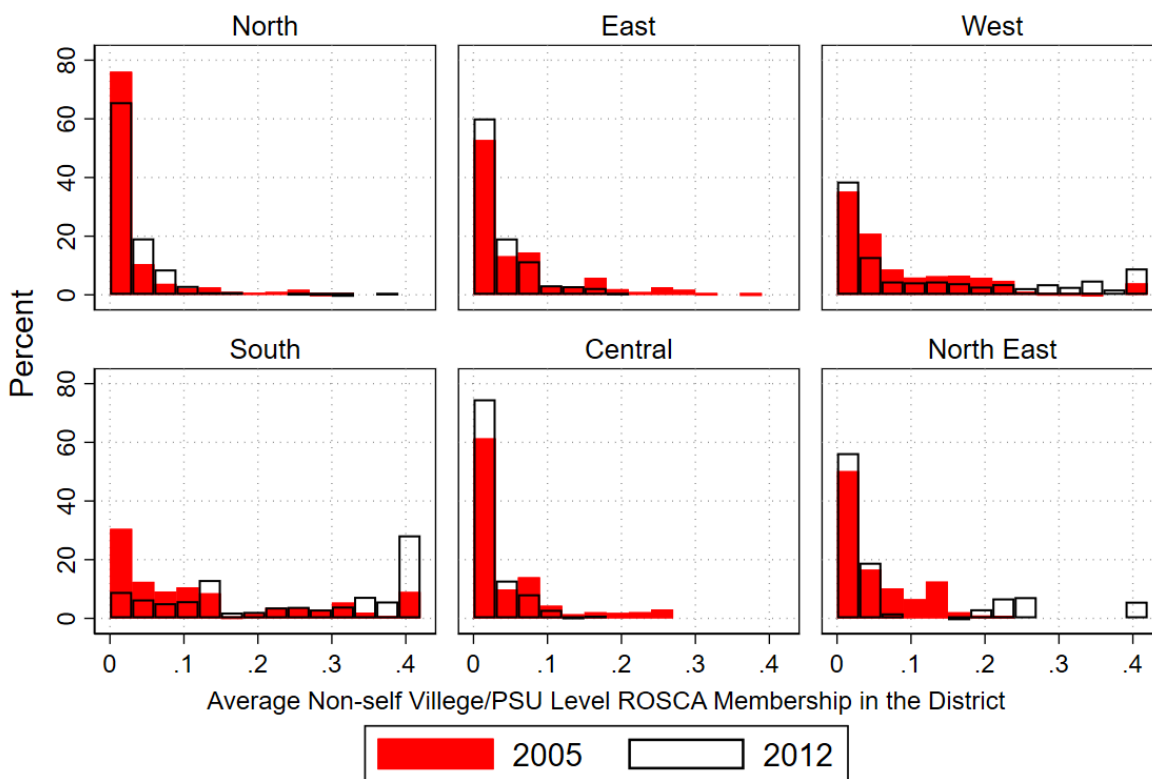 North East West
Percent
0 20 40 60 80
South Central North East
0 20 40 60 80
0 .1 .2 .3 .4 0 .1 .2 .3 .4 0 .1 .2 .3 .4
Average Non-self Villege/PSU Level ROSCA Membership in the District
2005 2012